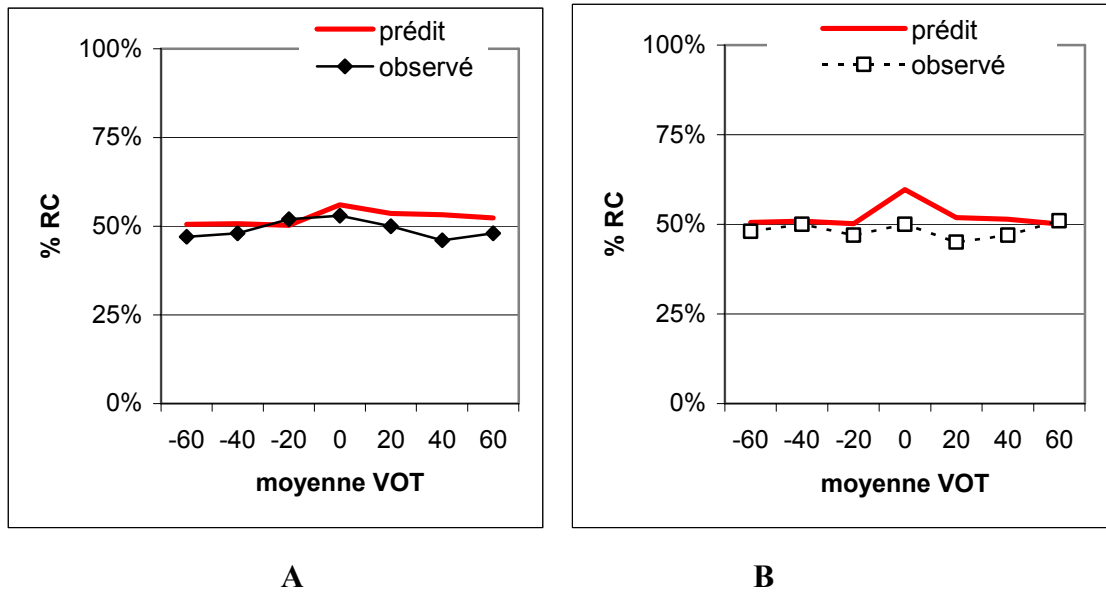 prédit
observé
100%
75%
50%
25%
0%
% RC
-60 -40 -20 0 20 40 60
moyenne VOT
A
prédit
observé
100%
75%
50%
25%
0%
% RC
-60 -40 -20 0 20 40 60
moyenne VOT
B